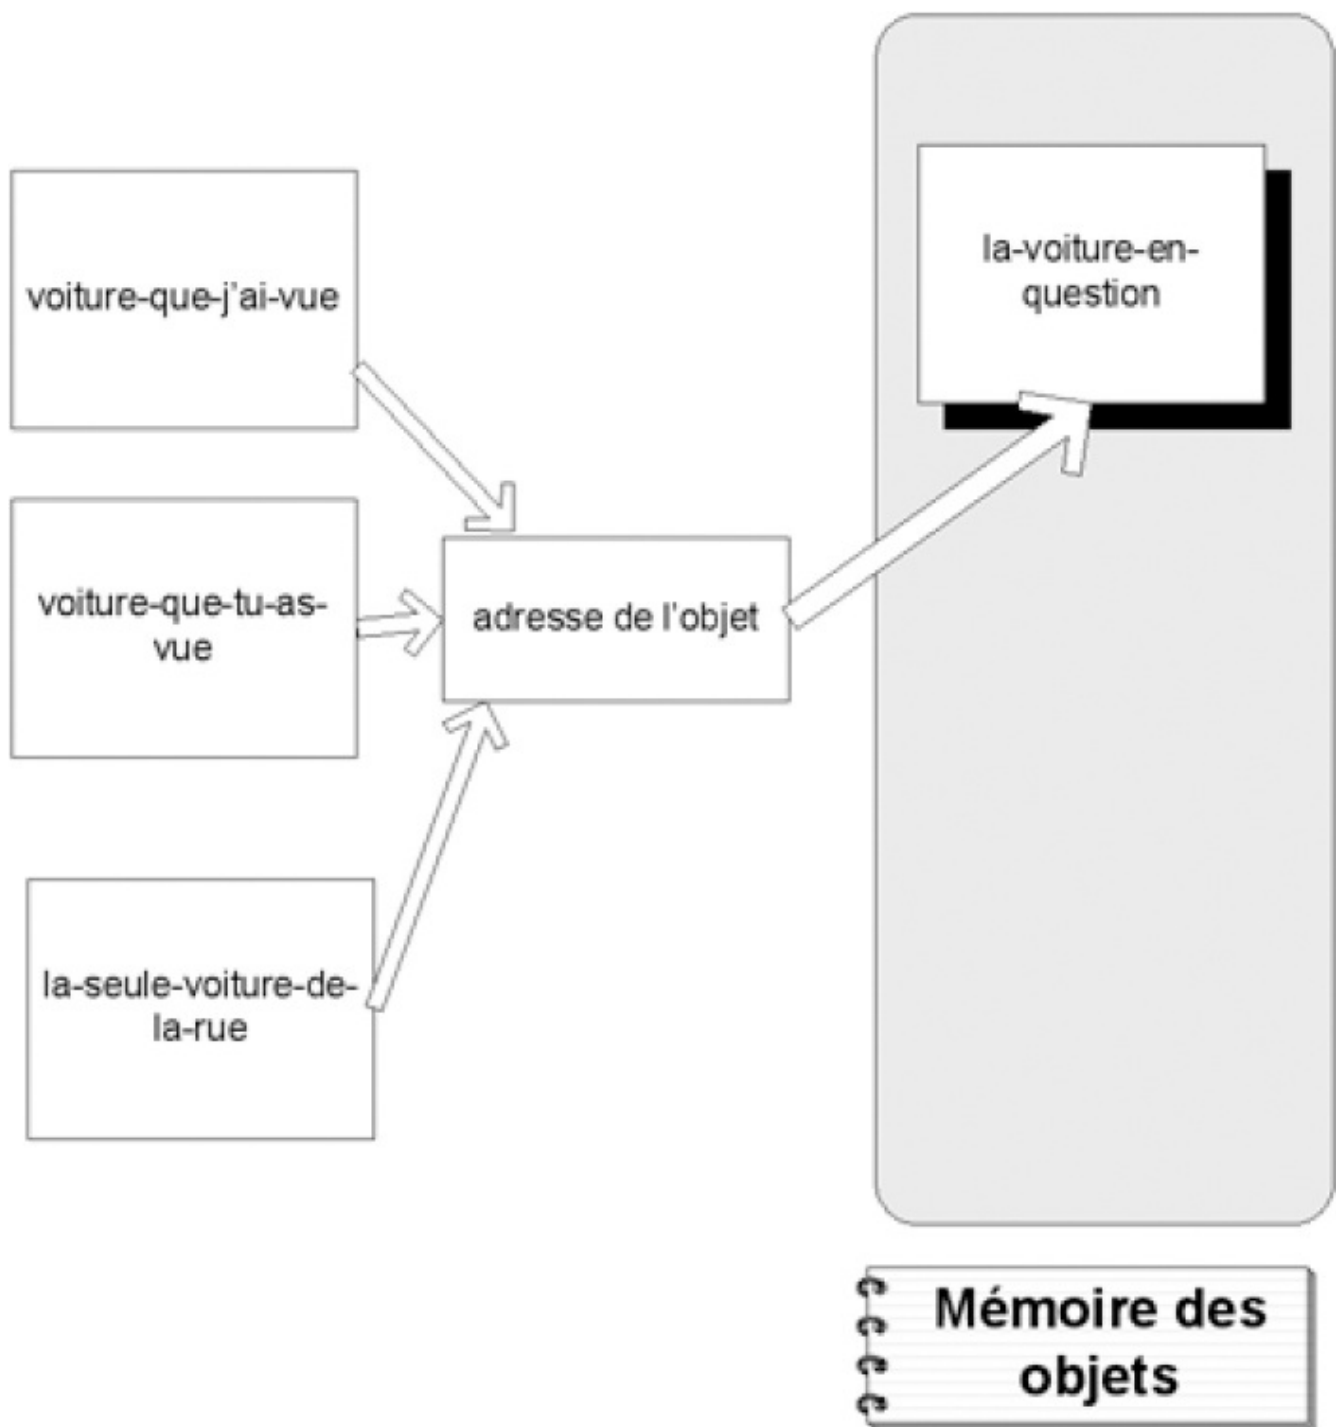 la-voiture-en-
question
voiture-que-j'ai-vue
voiture-que-tu-as-
vue
adresse de l'objet
la-seule-voiture-de-
la-rue
Mémoire des
objets